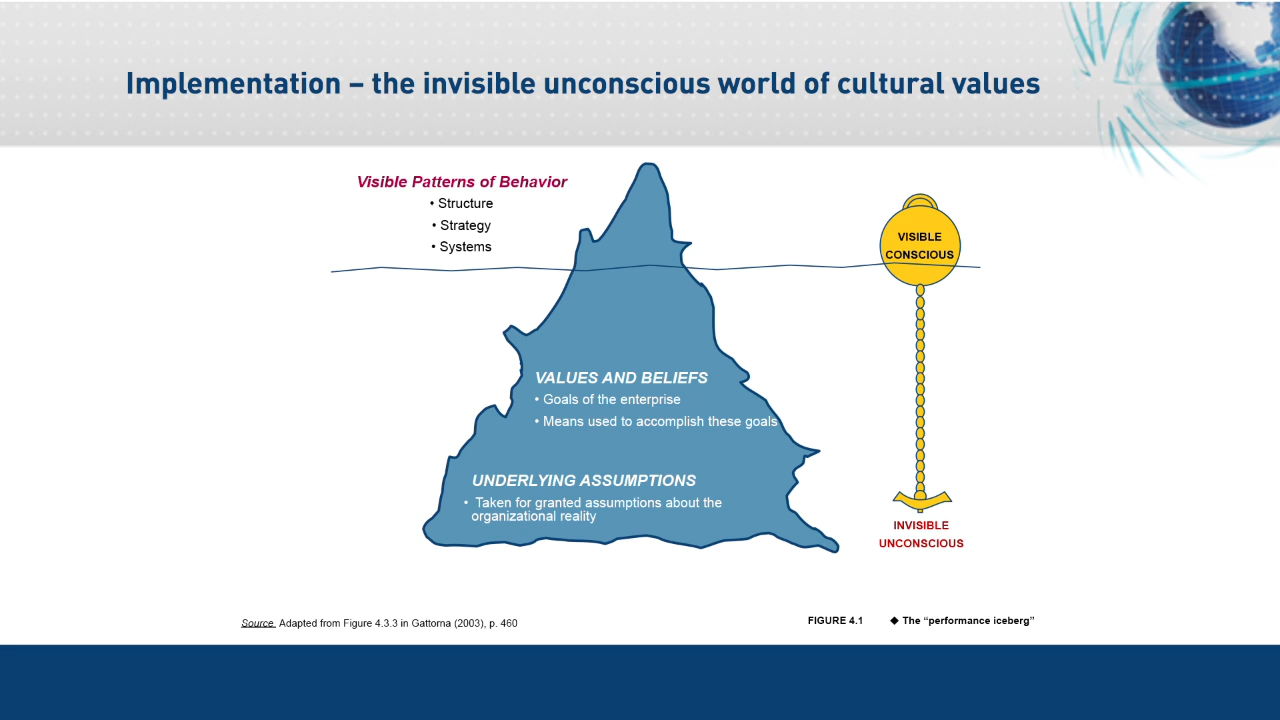 Implementation – the invisible unconscious world of cultural values
Visible Patterns of Behavior
• Structure
• Strategy
• Systems
VISIBLE
CONSCIOUS
VALUES AND BELIEFS
• Goals of the enterprise
• Means used to accomplish these goals
UNDERLYING ASSUMPTIONS
• Taken for granted assumptions about the
organizational reality
INVISIBLE
UNCONSCIOUS
Source. Adapted from Figure 4.3.3 in Gattorna (2003), p. 460
FIGURE 4.1 ◆ The “performance iceberg”